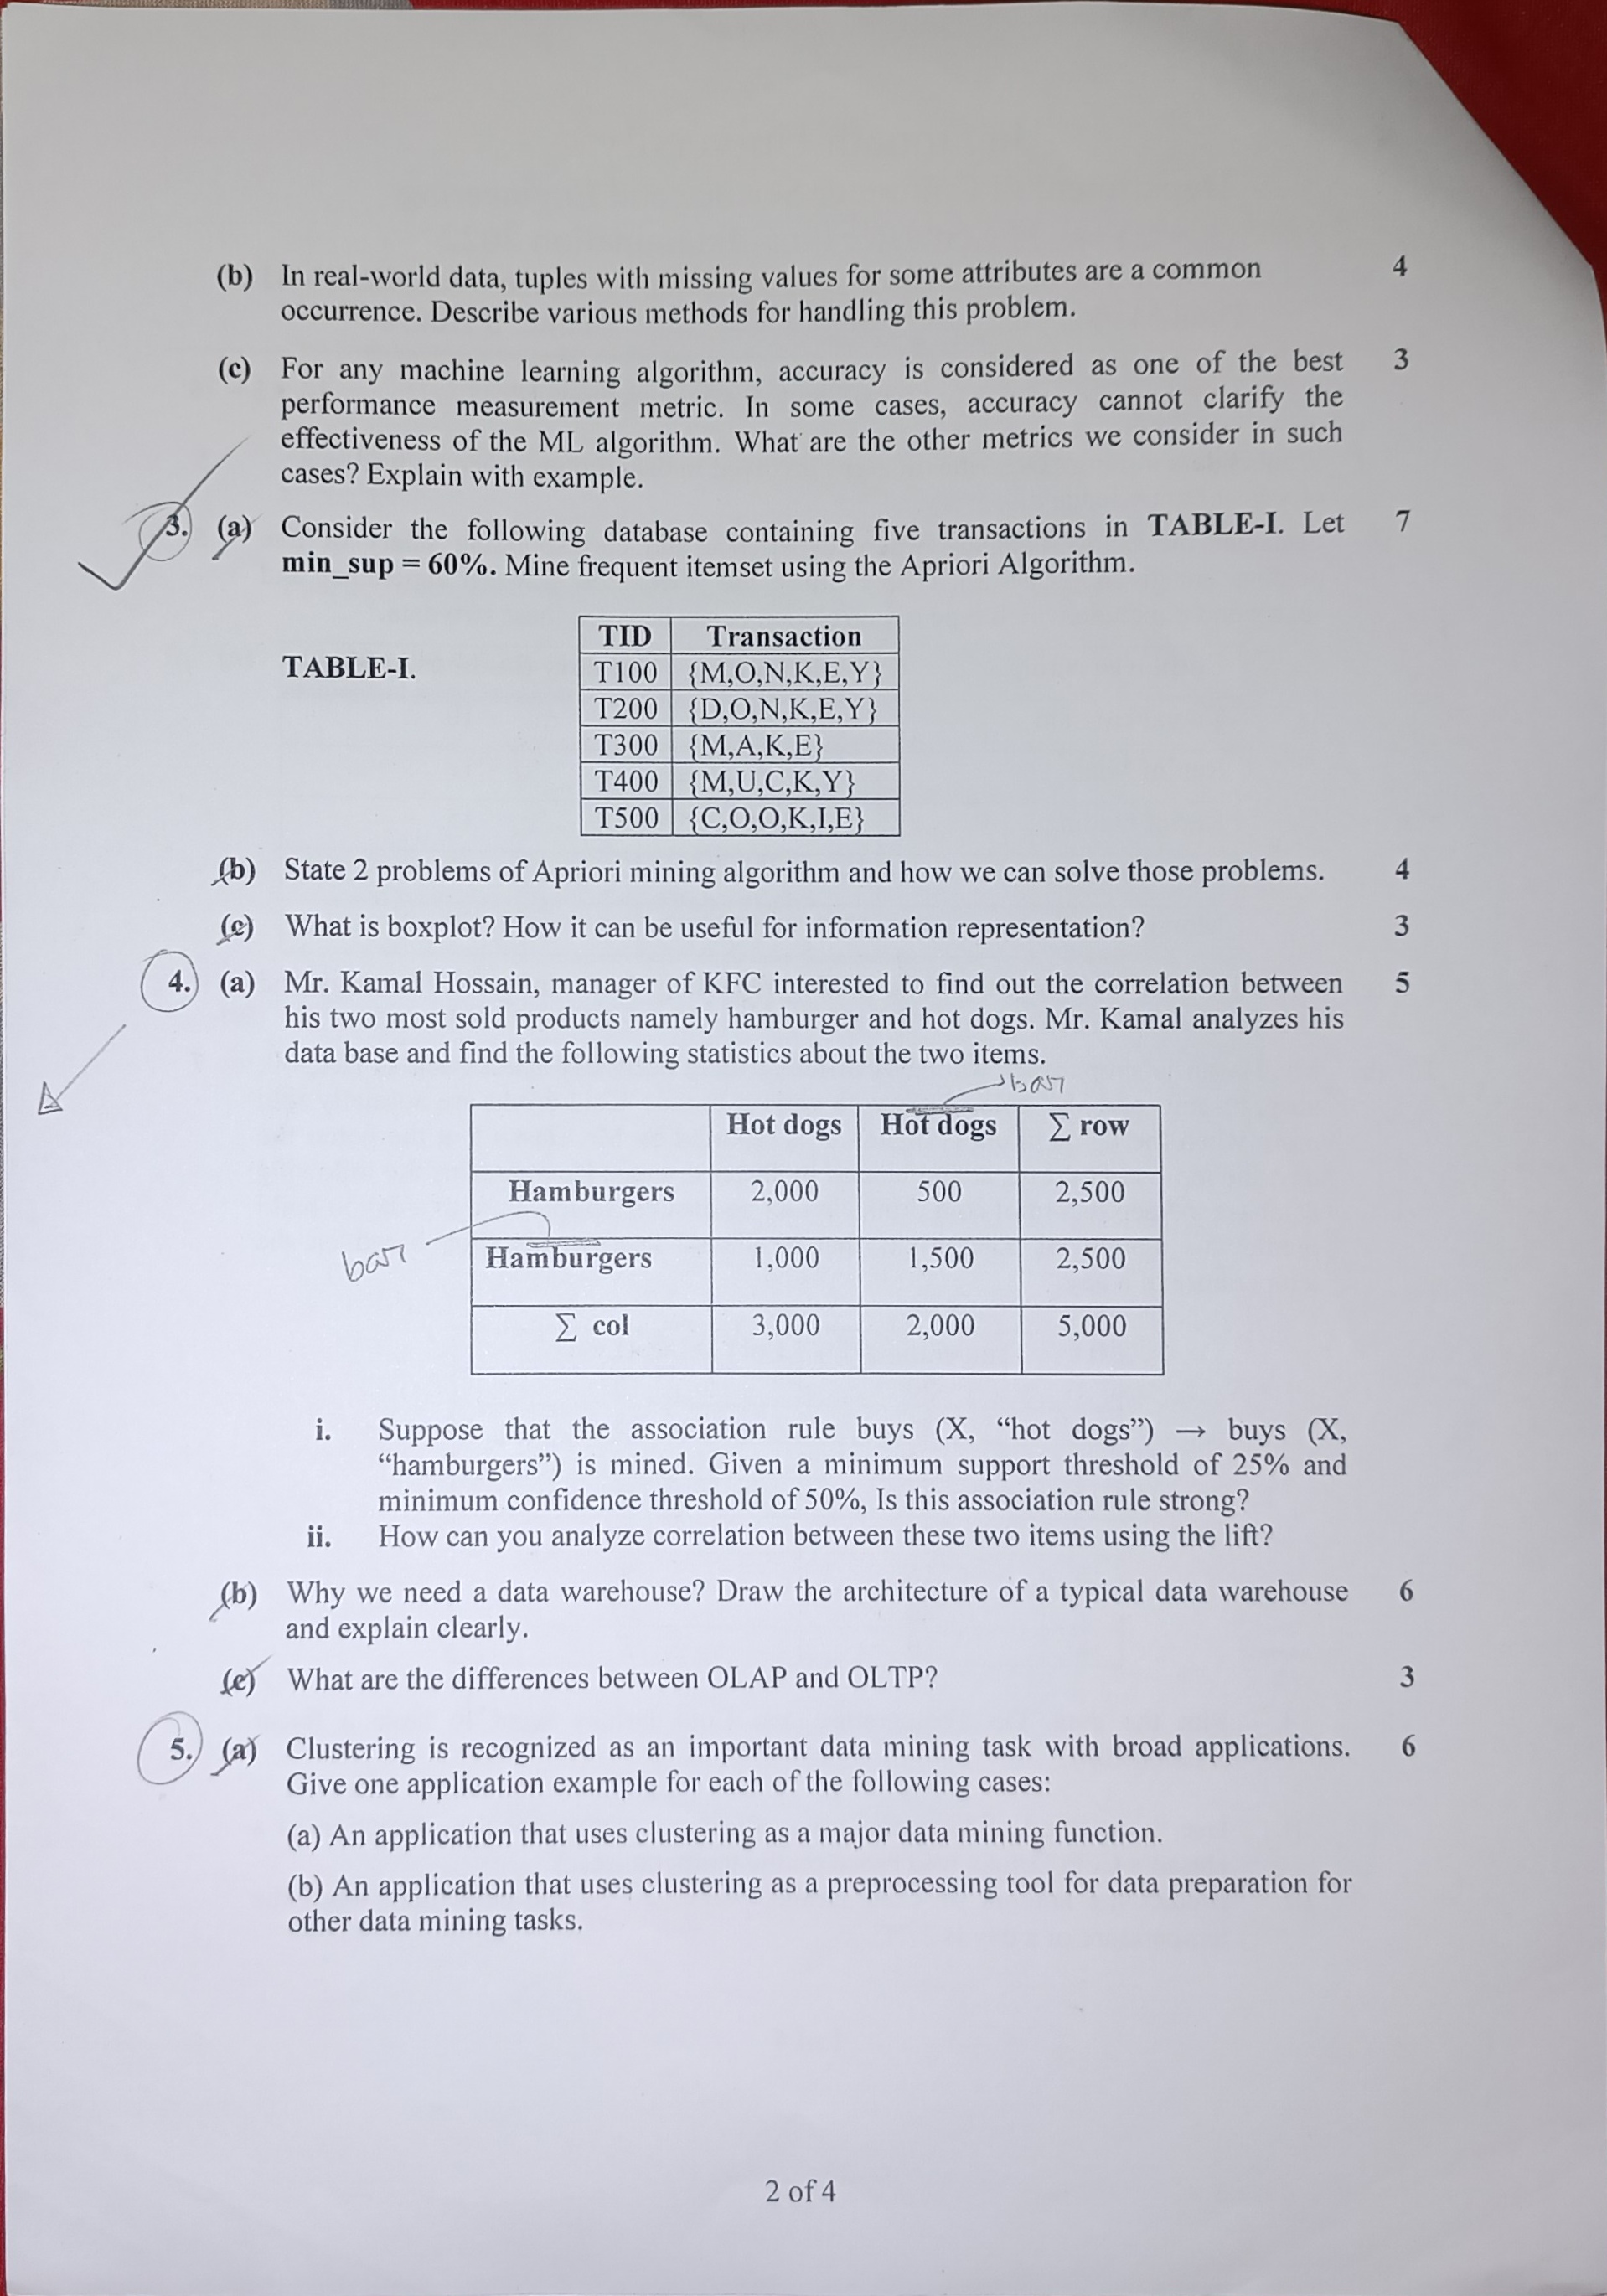 (b) In real-world data, tuples with missing values for some attributes are a common 4
occurrence. Describe various methods for handling this problem.
(c) For any machine learning algorithm, accuracy is considered as one of the best 3
performance measurement metric. In some cases, accuracy cannot clarify the
effectiveness of the ML algorithm. What are the other metrics we consider in such
cases? Explain with example.
3. (a) Consider the following database containing five transactions in TABLE-I. Let 7
min_sup = 60%. Mine frequent itemset using the Apriori Algorithm.
TABLE-I.
TID Transaction
T100 {M,O,N,K,E,Y}
T200 {D,O,N,K,E,Y}
T300 {M,A,K,E}
T400 {M,U,C,K,Y}
T500 {C,O,O,K,I,E}
(b) State 2 problems of Apriori mining algorithm and how we can solve those problems. 4
(c) What is boxplot? How it can be useful for information representation? 3
4. (a) Mr. Kamal Hossain, manager of KFC interested to find out the correlation between 5
his two most sold products namely hamburger and hot dogs. Mr. Kamal analyzes his
data base and find the following statistics about the two items.
bar
Hot dogs Hot dogs ∑ row
Hamburgers 2,000 500 2,500
bar
Hamburgers 1,000 1,500 2,500
∑ col 3,000 2,000 5,000
i. Suppose that the association rule buys (X, “hot dogs”) → buys (X,
“hamburgers”) is mined. Given a minimum support threshold of 25% and
minimum confidence threshold of 50%, Is this association rule strong?
ii. How can you analyze correlation between these two items using the lift?
(b) Why we need a data warehouse? Draw the architecture of a typical data warehouse 6
and explain clearly.
(c) What are the differences between OLAP and OLTP? 3
5. (a) Clustering is recognized as an important data mining task with broad applications. 6
Give one application example for each of the following cases:
(a) An application that uses clustering as a major data mining function.
(b) An application that uses clustering as a preprocessing tool for data preparation for
other data mining tasks.
2 of 4